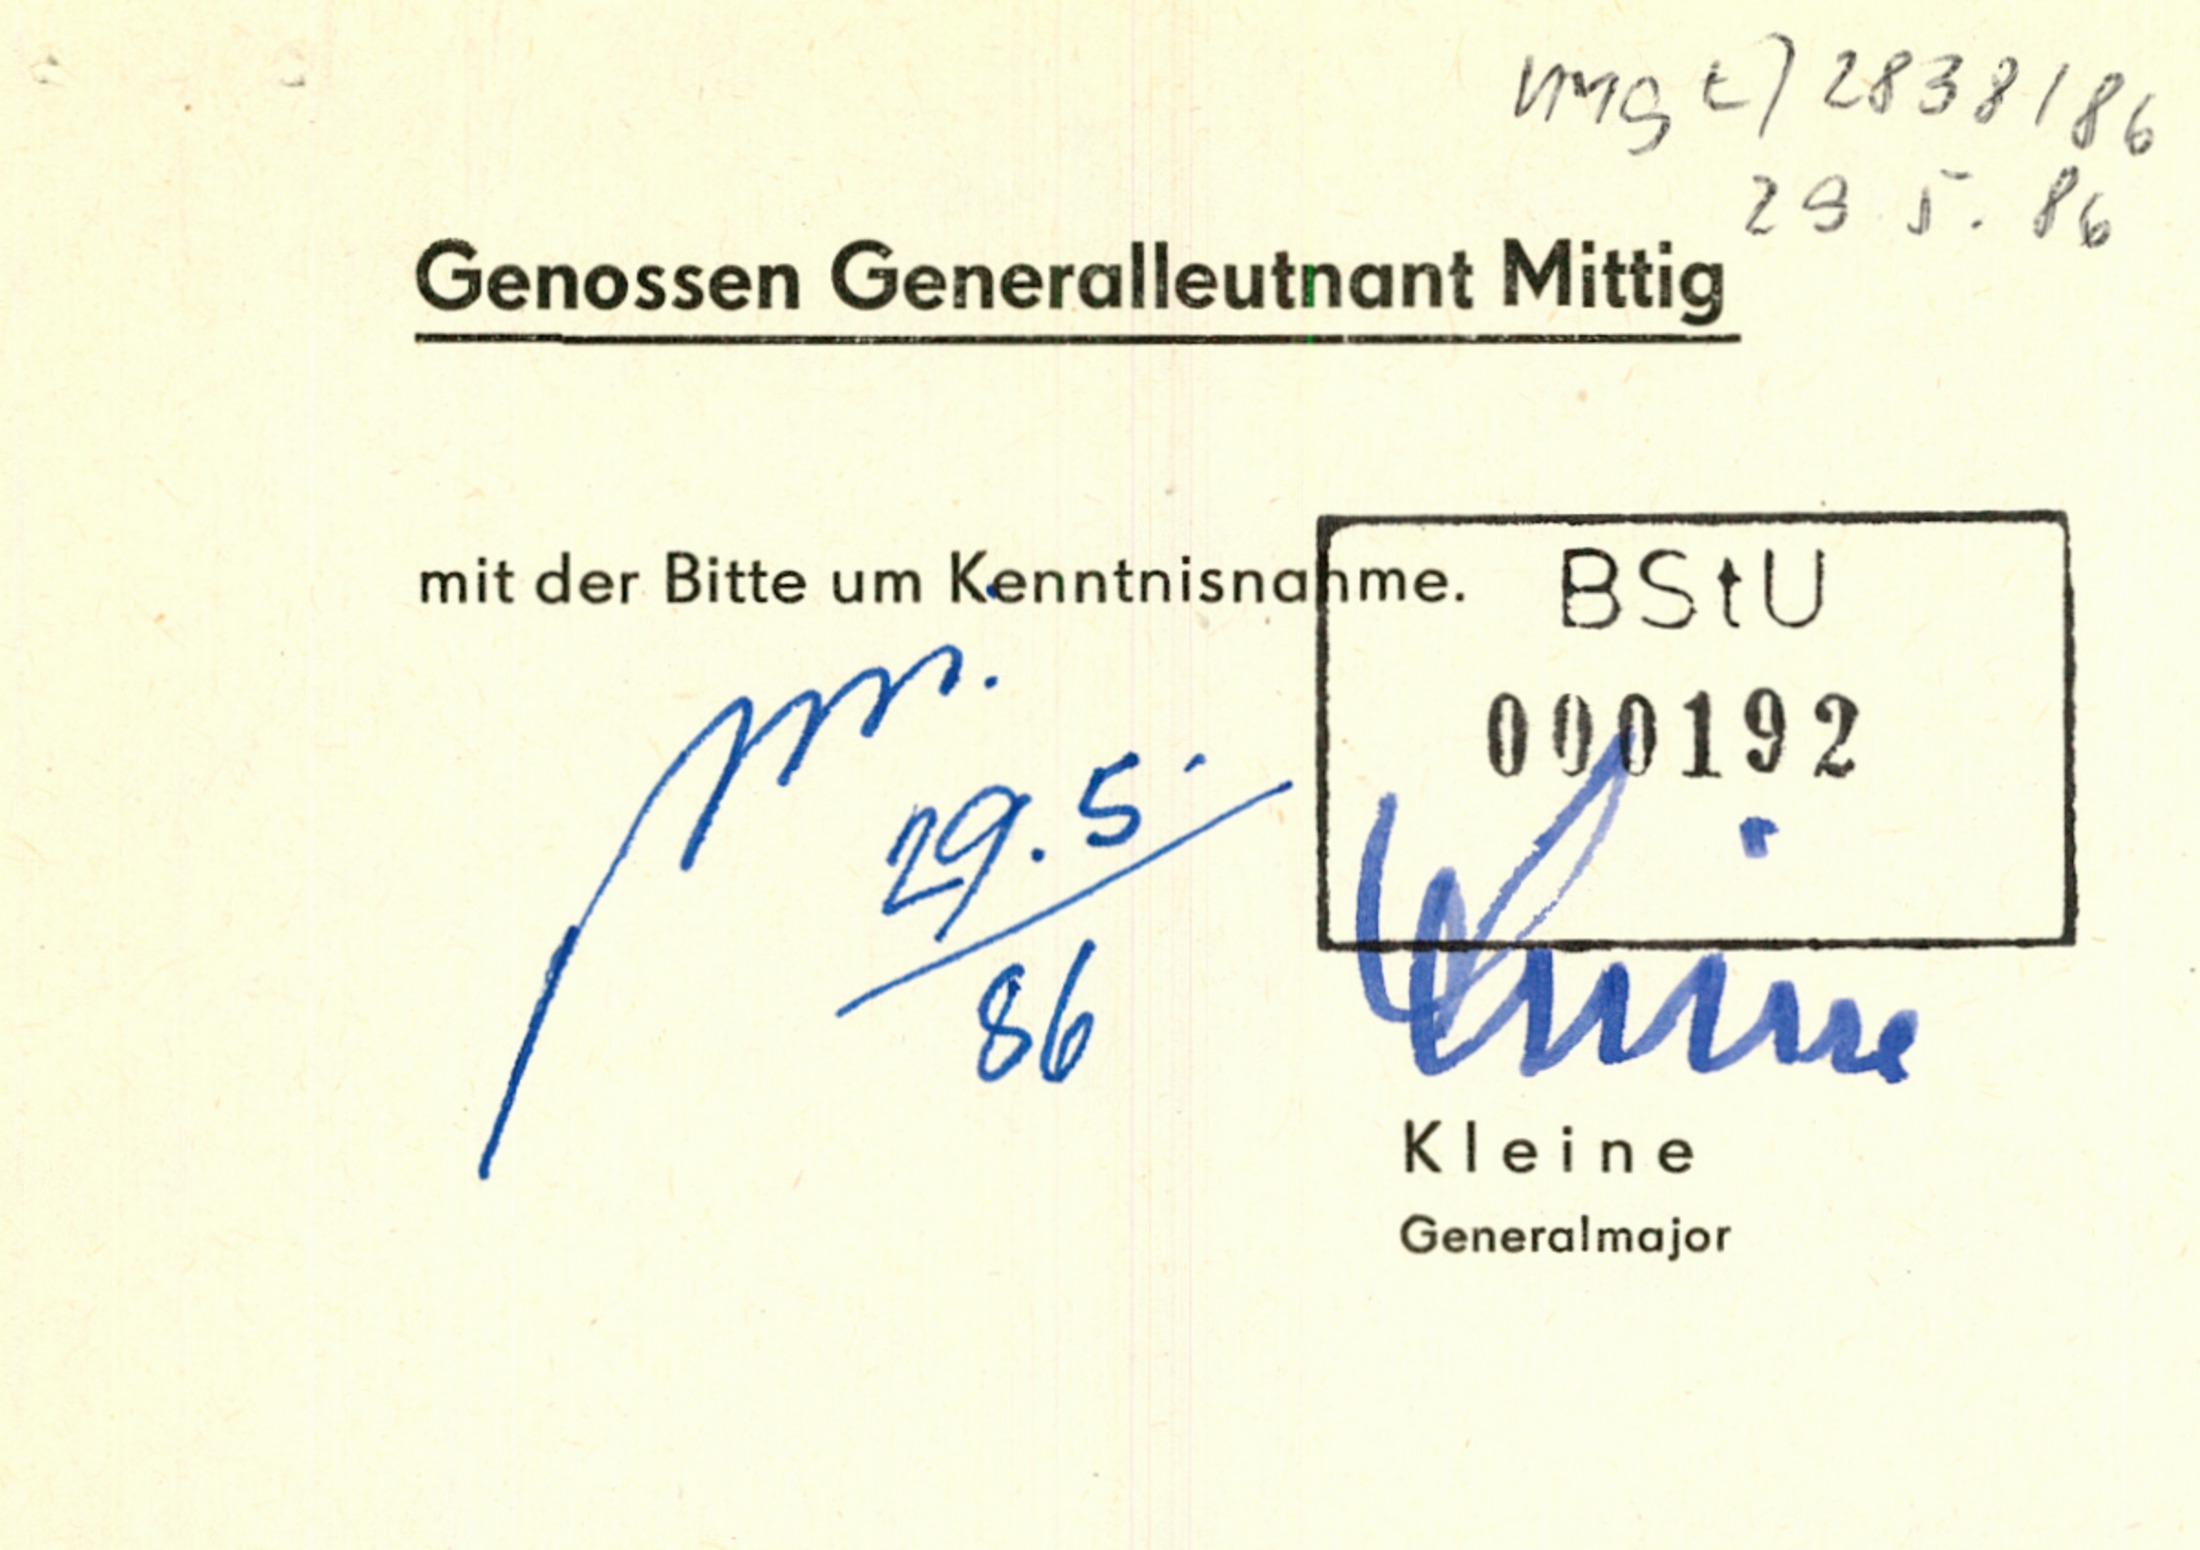 2838/86
29.5.86
Genossen Generalleutnant Mittig
mit der Bitte um Kenntnisnahme.
BStU
000192
29.5.
86
Kleine
Generalmajor